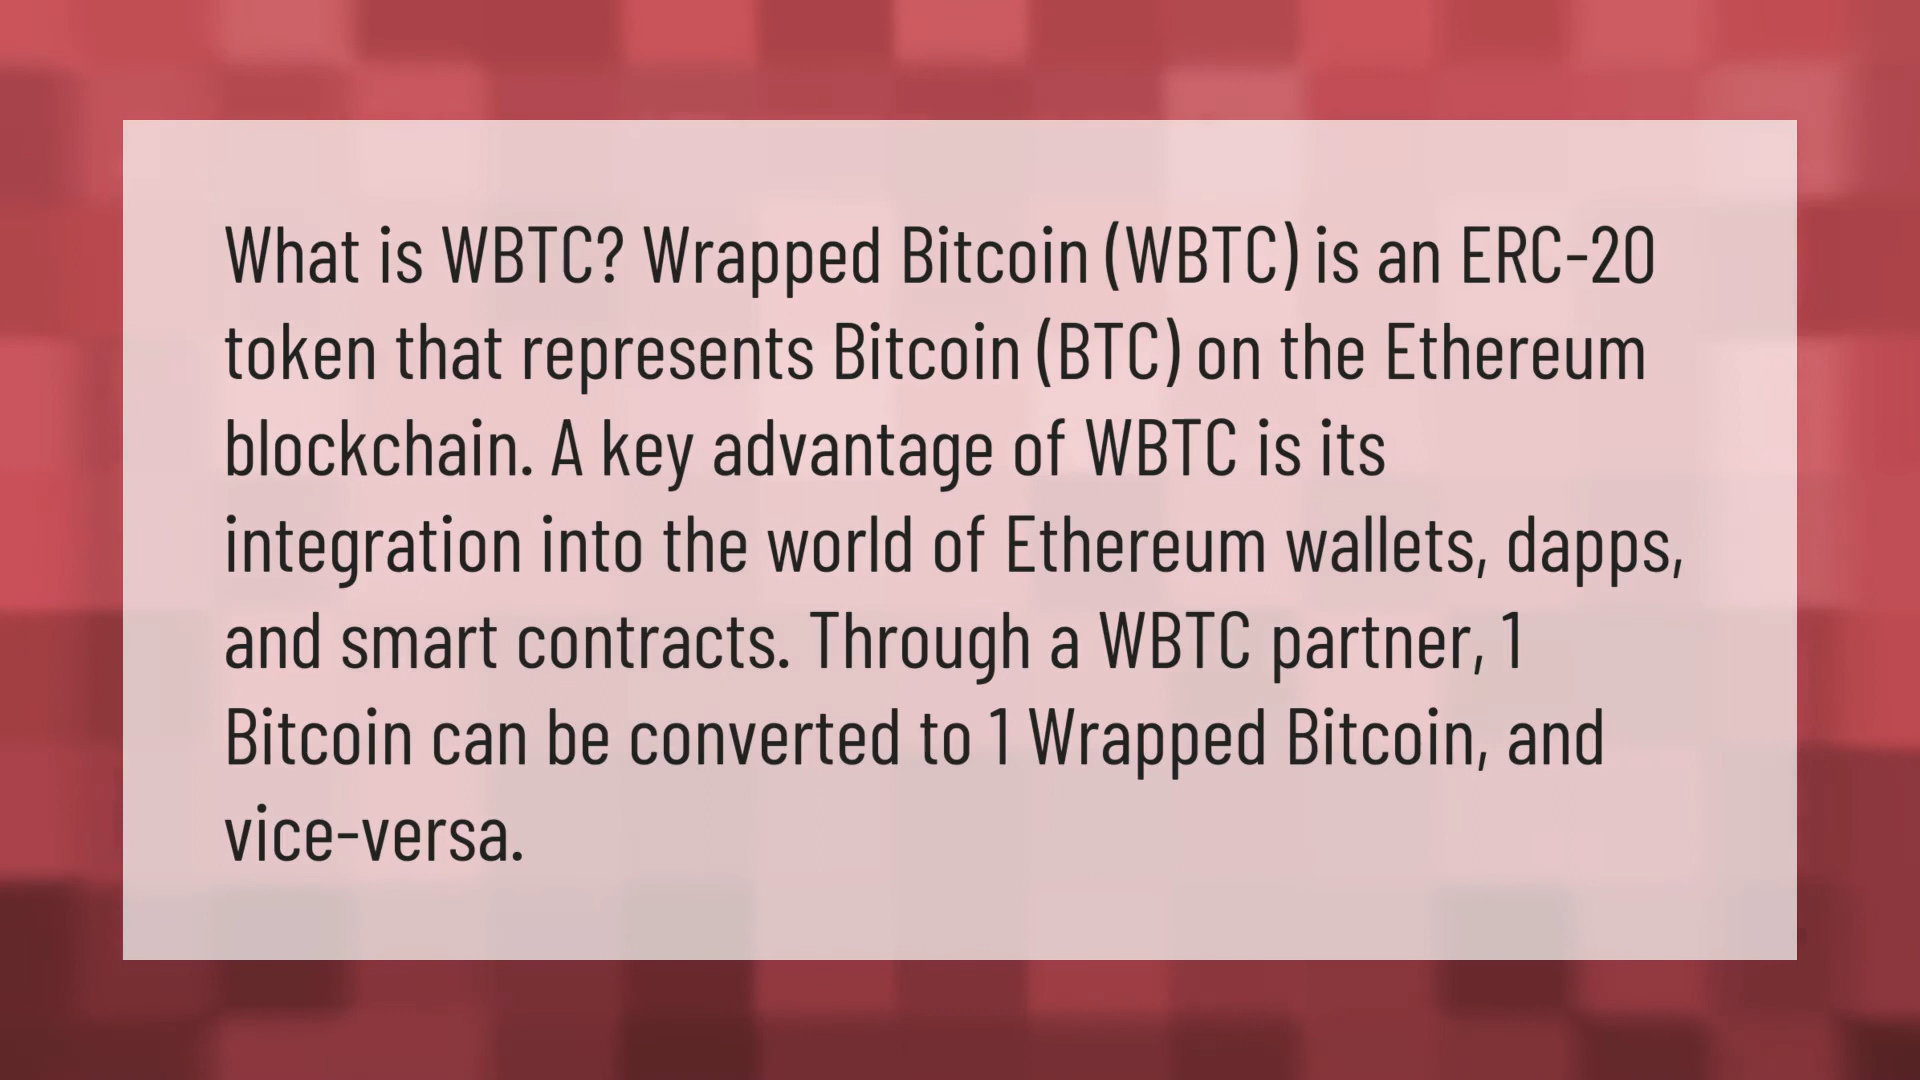 What is WBTC? Wrapped Bitcoin (WBTC) is an ERC-20
token that represents Bitcoin (BTC) on the Ethereum
blockchain. A key advantage of WBTC is its
integration into the world of Ethereum wallets, dapps,
and smart contracts. Through a WBTC partner, 1
Bitcoin can be converted to 1 Wrapped Bitcoin, and
vice-versa.